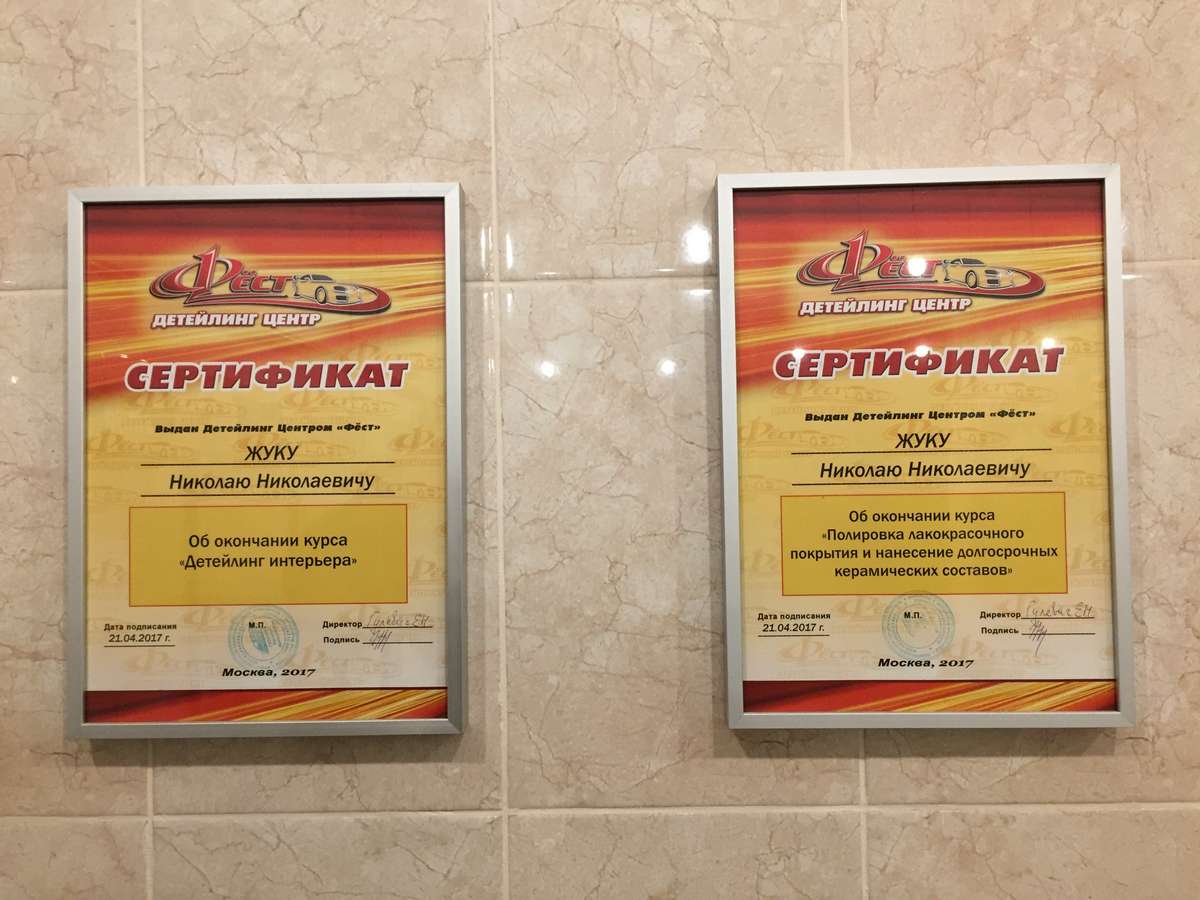 Фёст
ДЕТЕЙЛИНГ ЦЕНТР
СЕРТИФИКАТ
Выдан Детейлинг Центром «Фёст»
ЖУКУ
Николаю Николаевичу
Об окончании курса
«Детейлинг интерьера»
Дата подписания
21.04.2017 г.
М.П.
Директор
Подпись
Москва, 2017
Фёст
ДЕТЕЙЛИНГ ЦЕНТР
СЕРТИФИКАТ
Выдан Детейлинг Центром «Фёст»
ЖУКУ
Николаю Николаевичу
Об окончании курса
«Полировка лакокрасочного
покрытия и нанесение долгосрочных
керамических составов»
Дата подписания
21.04.2017 г.
М.П.
Директор
Подпись
Москва, 2017